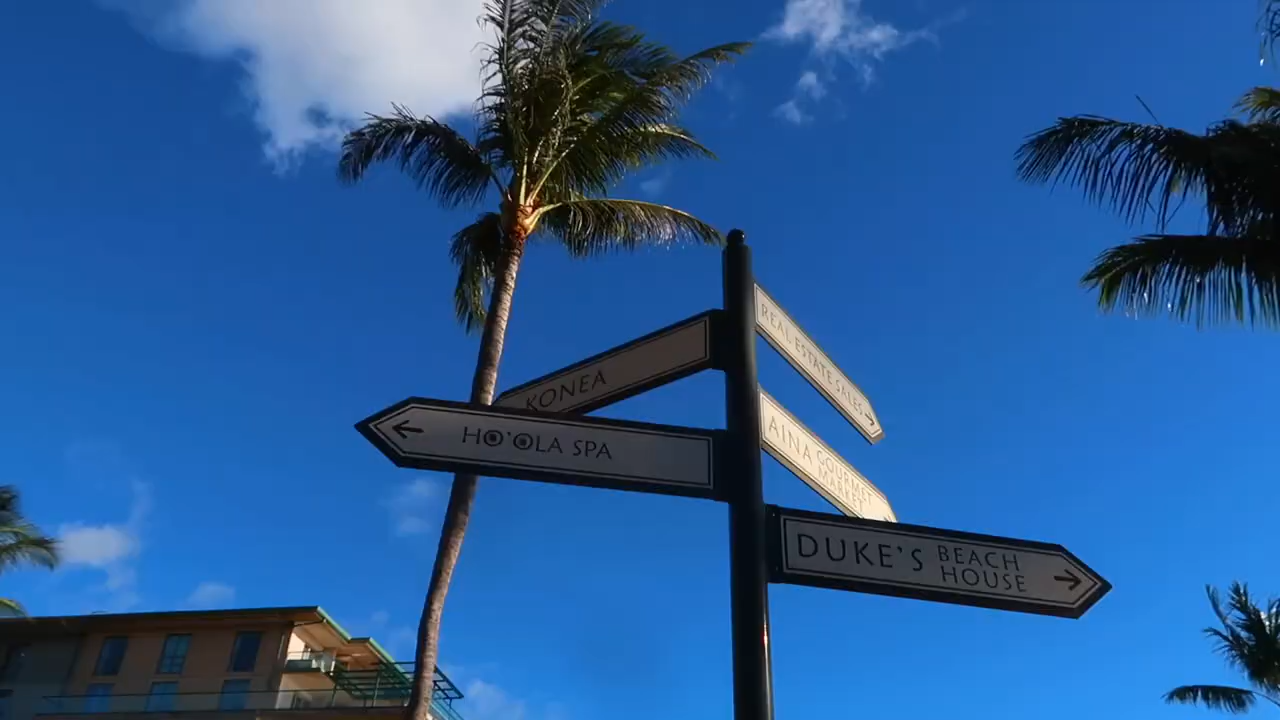 REAL ESTATE SALES
KONEA
AINA GOURMET
MARKET
HO'OLA SPA
DUKE'S BEACH
HOUSE